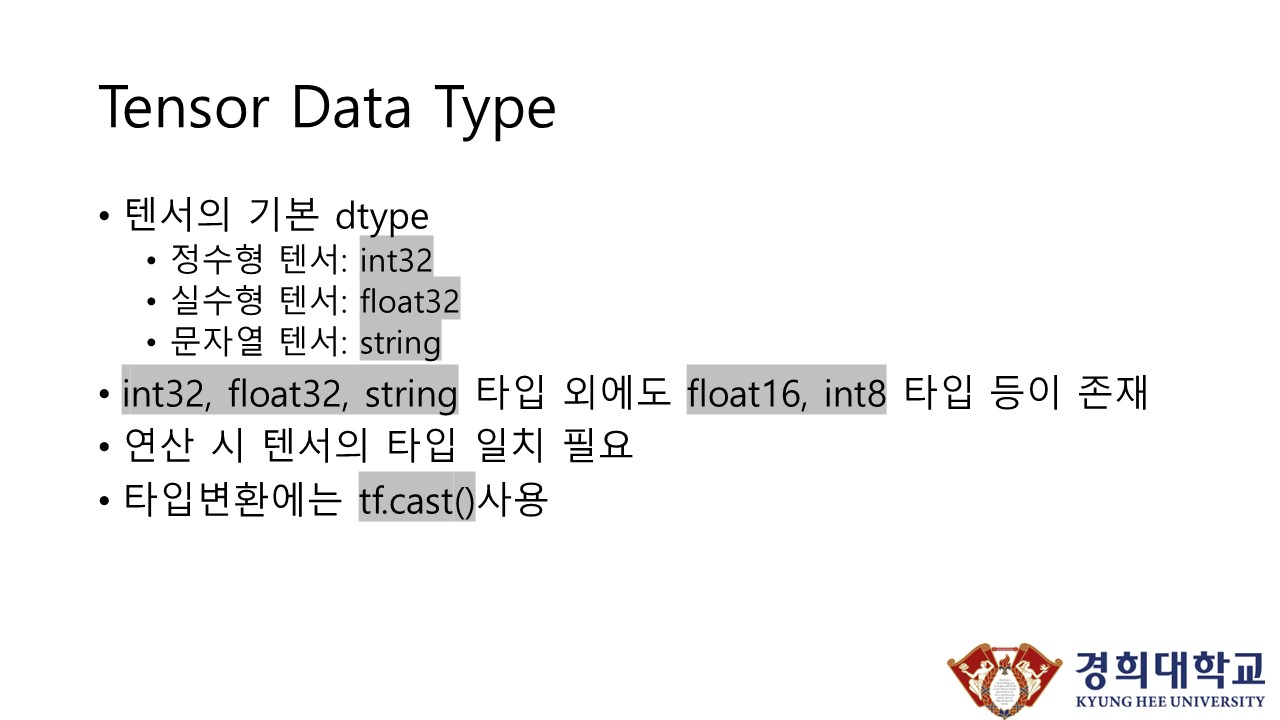 Tensor Data Type
• 텐서의 기본 dtype
• 정수형 텐서: int32
• 실수형 텐서: float32
• 문자열 텐서: string
• int32, float32, string 타입 외에도 float16, int8 타입 등이 존재
• 연산 시 텐서의 타입 일치 필요
• 타입변환에는 tf.cast()사용
경희대학교
KYUNG HEE UNIVERSITY